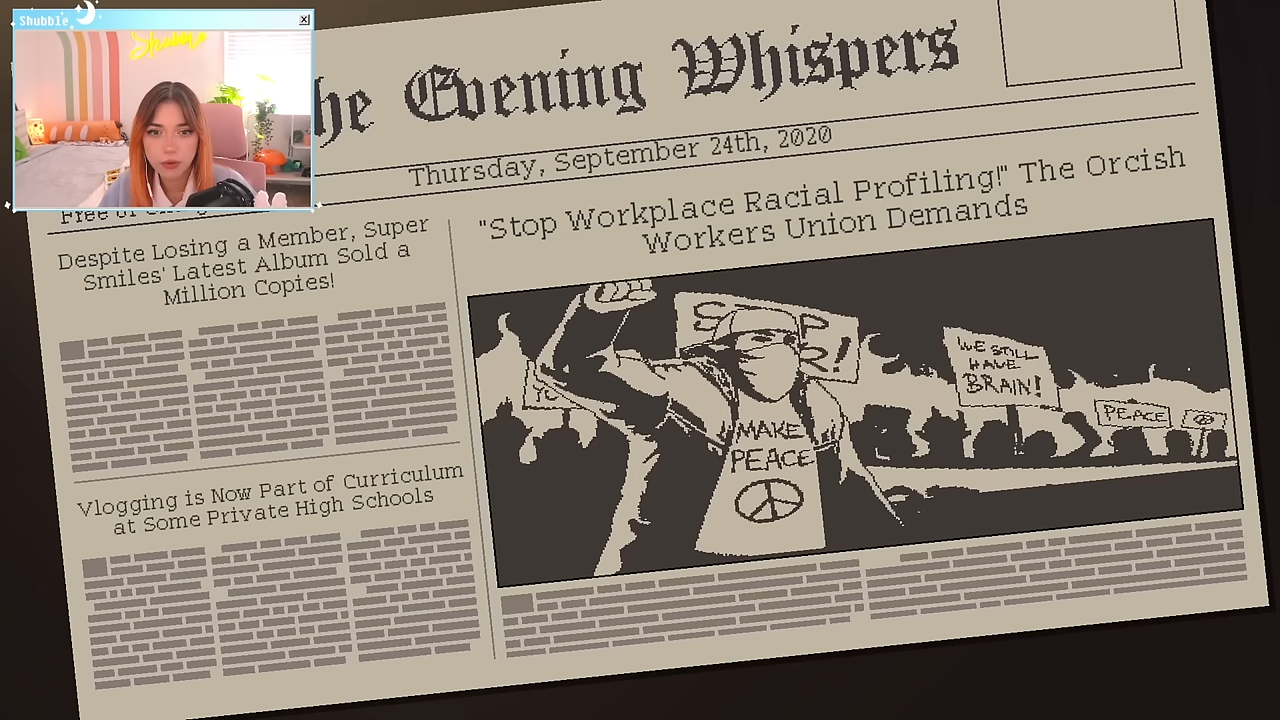 Shubble
he Evening Whispers
Thursday, September 24th, 2020
Despite Losing a Member, Super
Smiles' Latest Album Sold a
Million Copies!
Vlogging is Now Part of Curriculum
at Some Private High Schools
"Stop Workplace Racial Profiling!" The Orcish
Workers Union Demands
STOP
WE STILL
HAVE
BRAIN!
PEACE
MAKE
PEACE